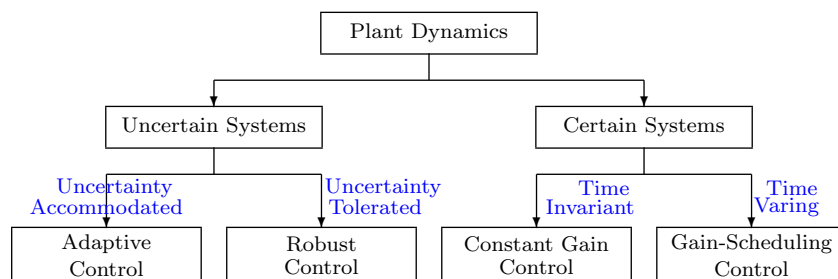 Plant Dynamics
Uncertain Systems
Certain Systems
Uncertainty
Accommodated
Uncertainty
Tolerated
Time
Invariant
Time
Varing
Adaptive
Control
Robust
Control
Constant Gain
Control
Gain-Scheduling
Control